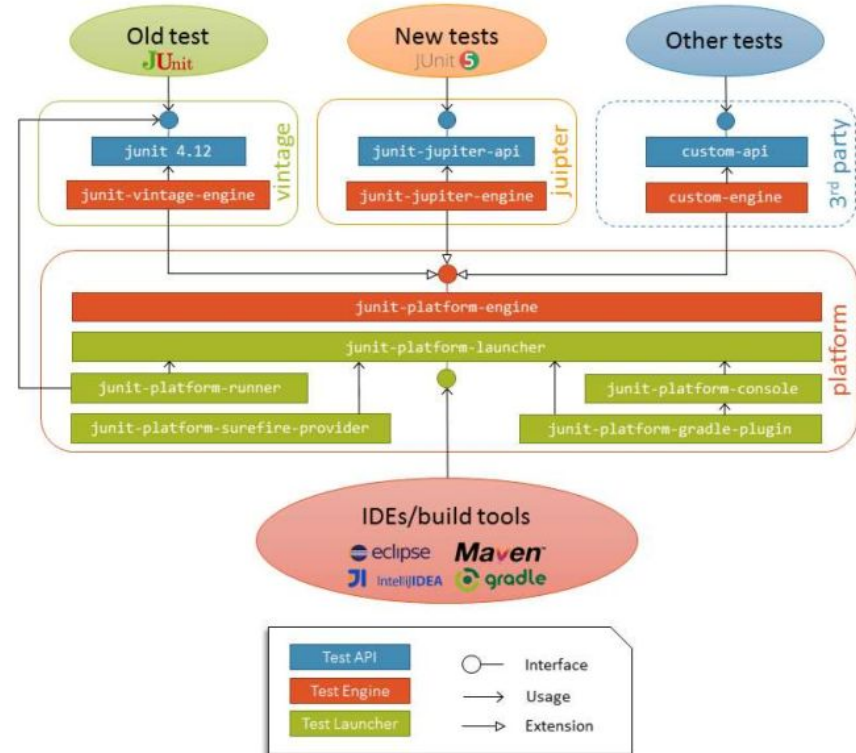 Old test
JUnit
New tests
JUnit 5
Other tests
junit 4.12
junit-vintage-engine
vintage
junit-jupiter-api
junit-jupiter-engine
juipter
custom-api
custom-engine
3rd party
junit-platform-engine
junit-platform-launcher
junit-platform-runner
junit-platform-console
junit-platform-surefire-provider
junit-platform-gradle-plugin
platform
IDEs/build tools
eclipse
Maven™
JI IntelliJIDEA
gradle
Test API
Interface
Test Engine
Usage
Test Launcher
Extension